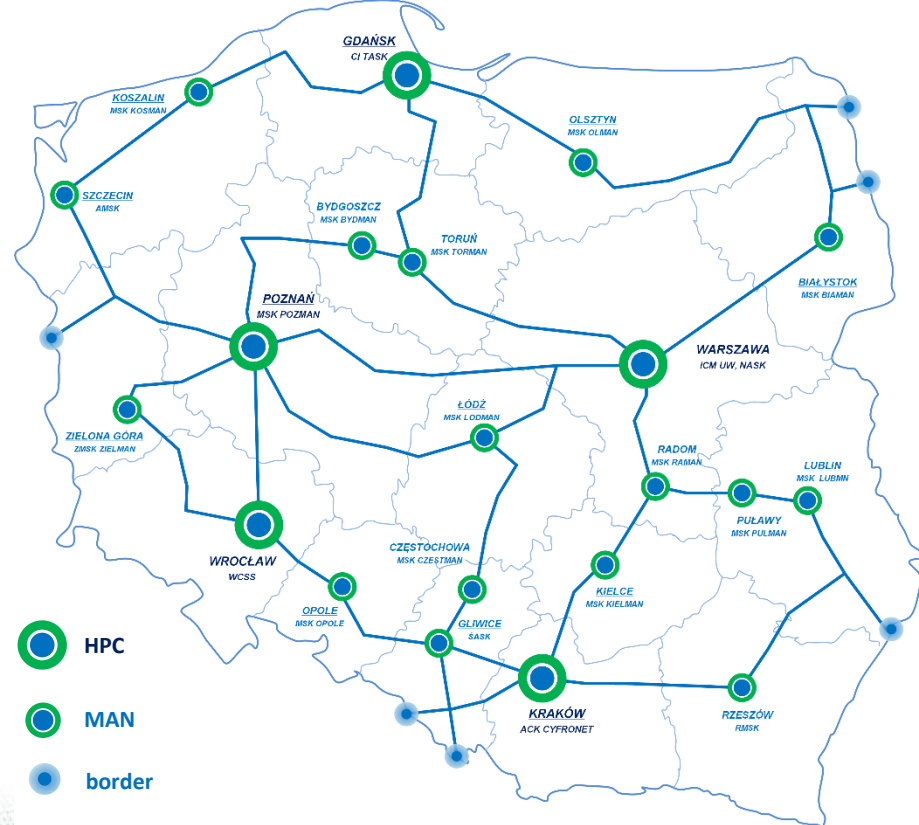 GDAŃSK
CI TASK
KOSZALIN
MSK KOSMAN
OLSZTYN
MSK OLMAN
SZCZECIN
AMSK
BYDGOSZCZ
MSK BYDMAN
TORUŃ
MSK TORMAN
BIAŁYSTOK
MSK BIAMAN
POZNAŃ
MSK POZMAN
WARSZAWA
ICM UW, NASK
ŁÓDŹ
MSK LODMAN
ZIELONA GÓRA
ZMSK ZIELMAN
RADOM
MSK RAMAN
LUBLIN
MSK LUBMN
PUŁAWY
MSK PULMAN
WROCŁAW
WCSS
CZĘSTOCHOWA
MSK CZESTMAN
KIELCE
MSK KIELMAN
OPOLE
MSK OPOLE
GLIWICE
ŚASK
HPC
KRAKÓW
ACK CYFRONET
RZESZÓW
RMSK
MAN
border